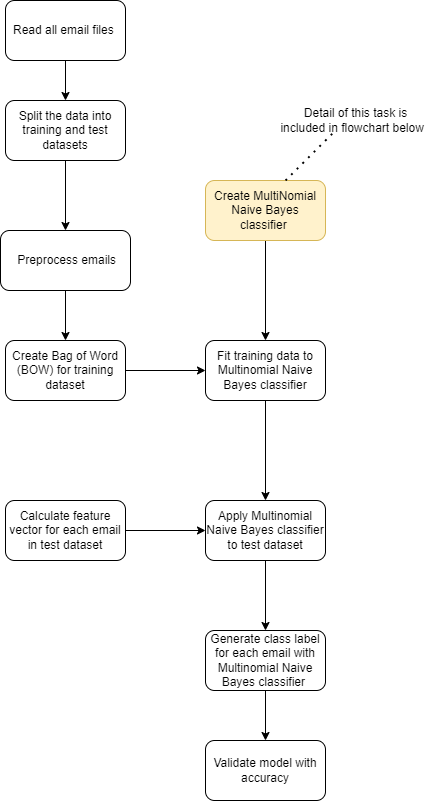 Read all email files
Split the data into
training and test
datasets
Detail of this task is
included in flowchart below
Create MultiNomial
Naive Bayes
classifier
Preprocess emails
Create Bag of Word
(BOW) for training
dataset
Fit training data to
Multinomial Naive
Bayes classifier
Calculate feature
vector for each email
in test dataset
Apply Multinomial
Naive Bayes classifier
to test dataset
Generate class label
for each email with
Multinomial Naive
Bayes classifier
Validate model with
accuracy